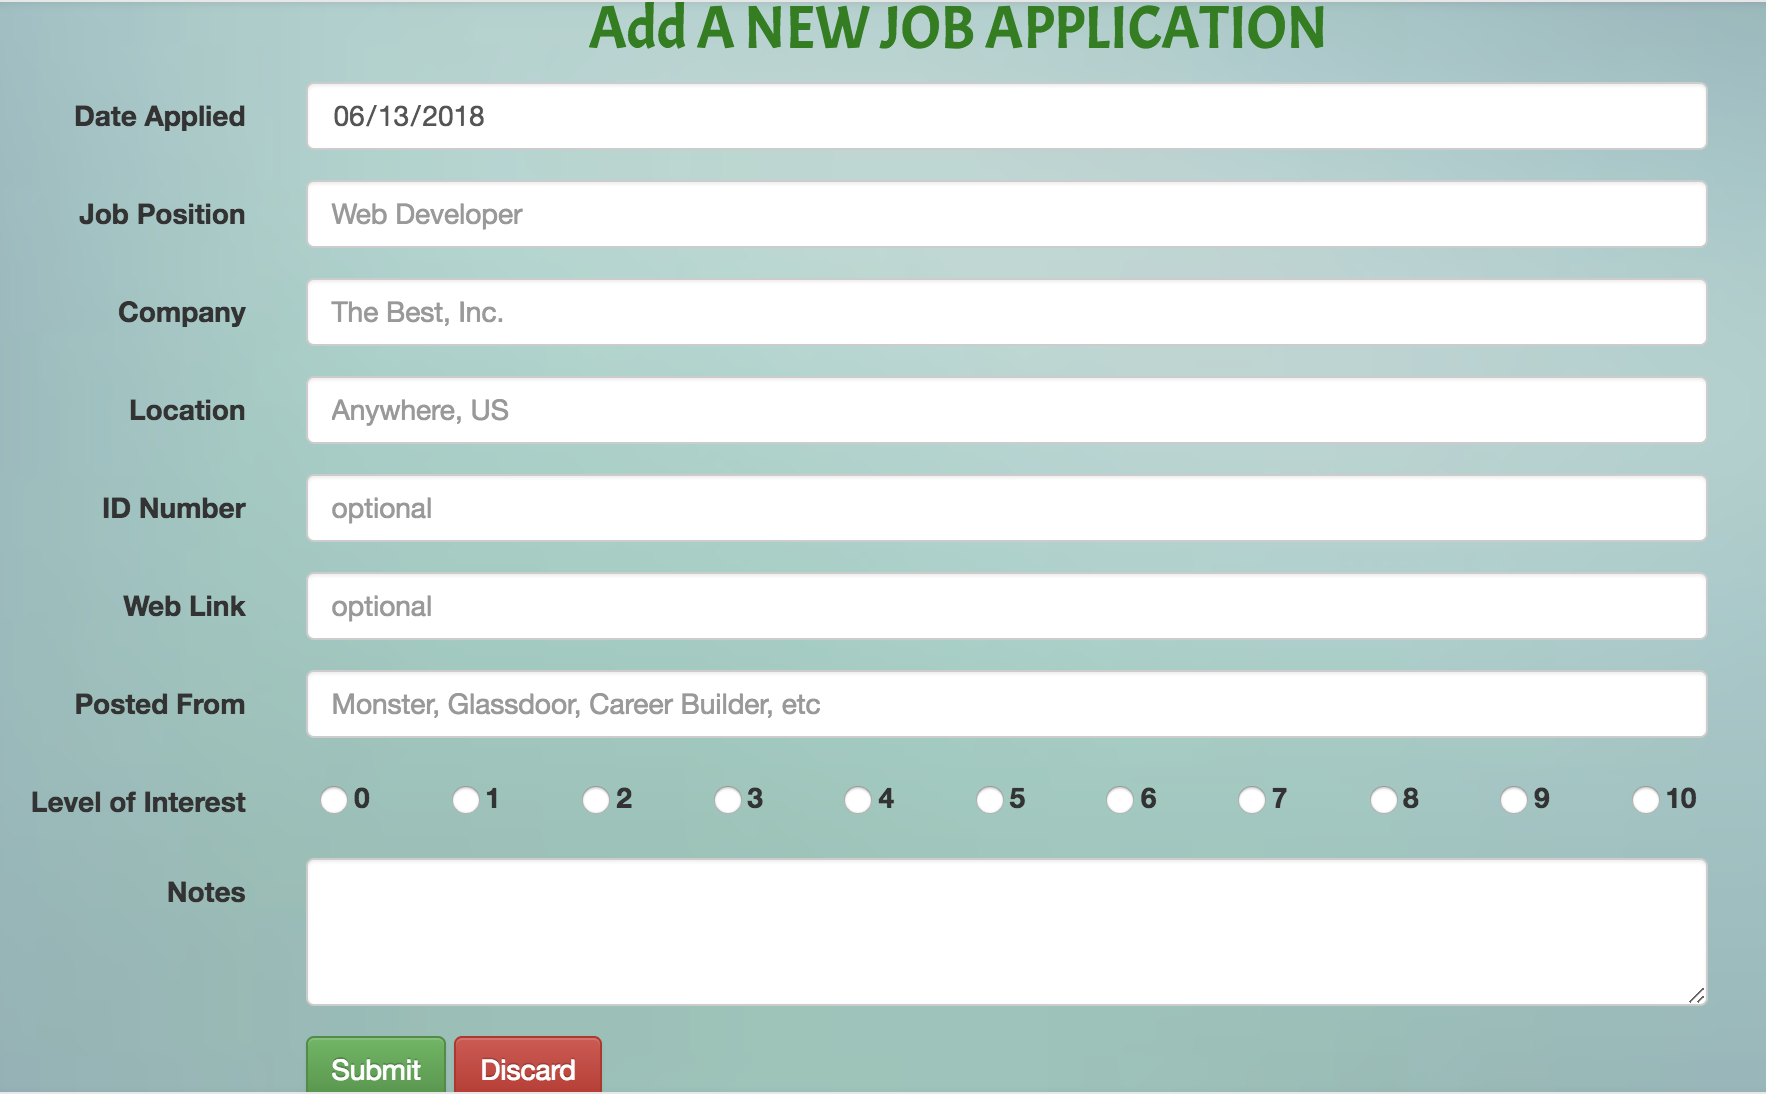 Add A NEW JOB APPLICATION
Date Applied 06/13/2018
Job Position Web Developer
Company The Best, Inc.
Location Anywhere, US
ID Number optional
Web Link optional
Posted From Monster, Glassdoor, Career Builder, etc
Level of Interest 0 1 2 3 4 5 6 7 8 9 10
Notes
Submit Discard